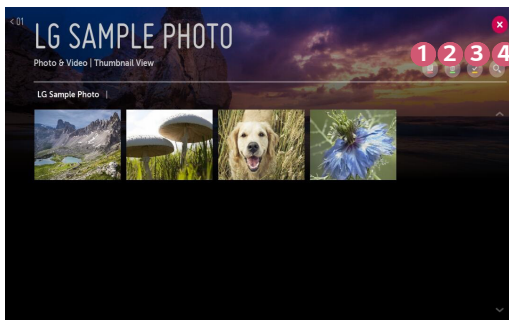 < 01
LG SAMPLE PHOTO
Photo & Video | Thumbnail View
1 2 3 4
LG Sample Photo |